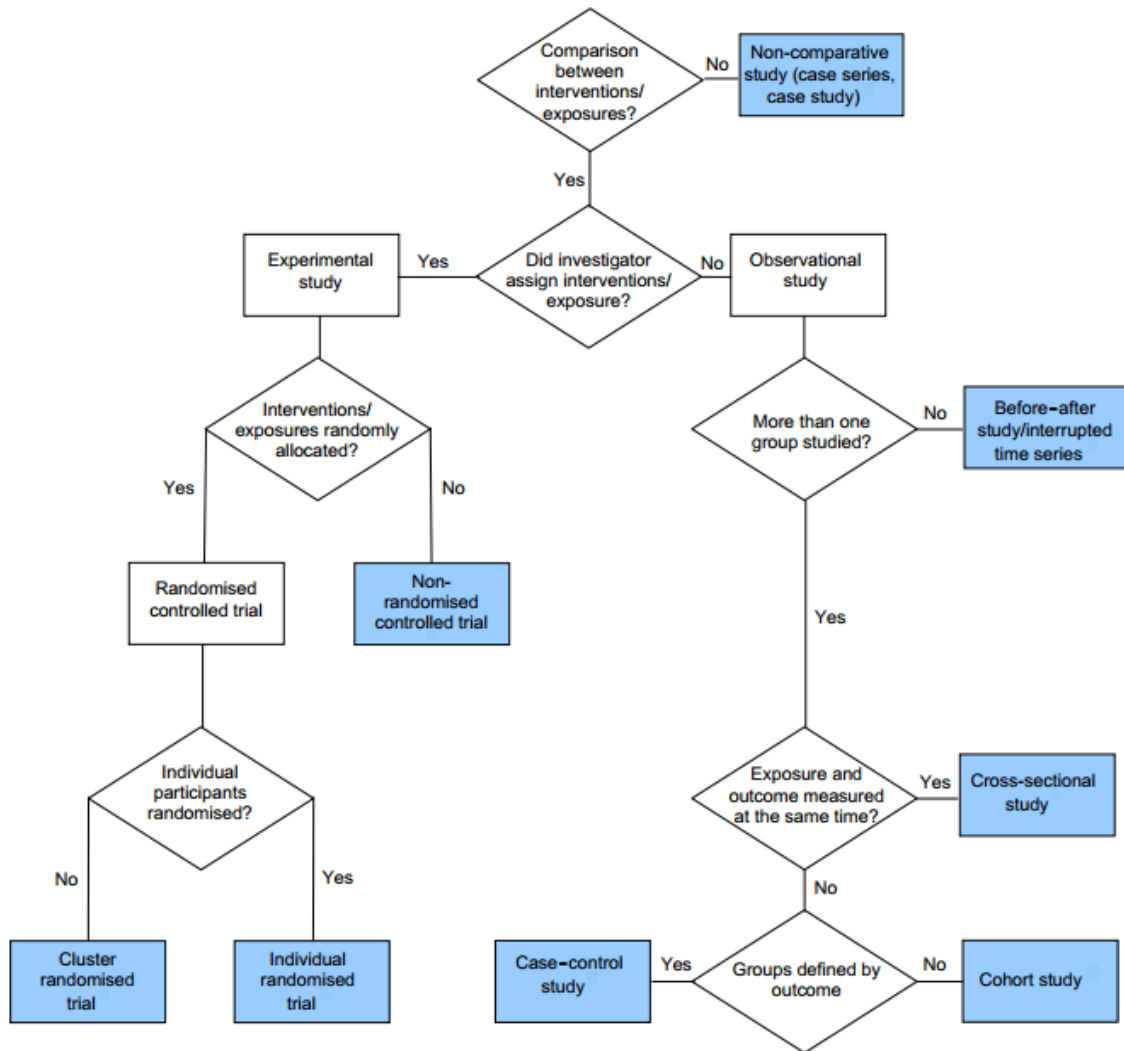 Comparison
between
interventions/
exposures?
No
Non-comparative
study (case series,
case study)
Yes
Experimental
study
Yes
Did investigator
assign interventions/
exposure?
No
Observational
study
Interventions/
exposures randomly
allocated?
More than one
group studied?
No
Before-after
study/interrupted
time series
Yes
No
Randomised
controlled trial
Non-
randomised
controlled trial
Yes
Individual
participants
randomised?
Exposure and
outcome measured
at the same time?
Yes
Cross-sectional
study
No
Yes
No
Cluster
randomised
trial
Individual
randomised
trial
Case-control
study
Yes
Groups defined by
outcome
No
Cohort study